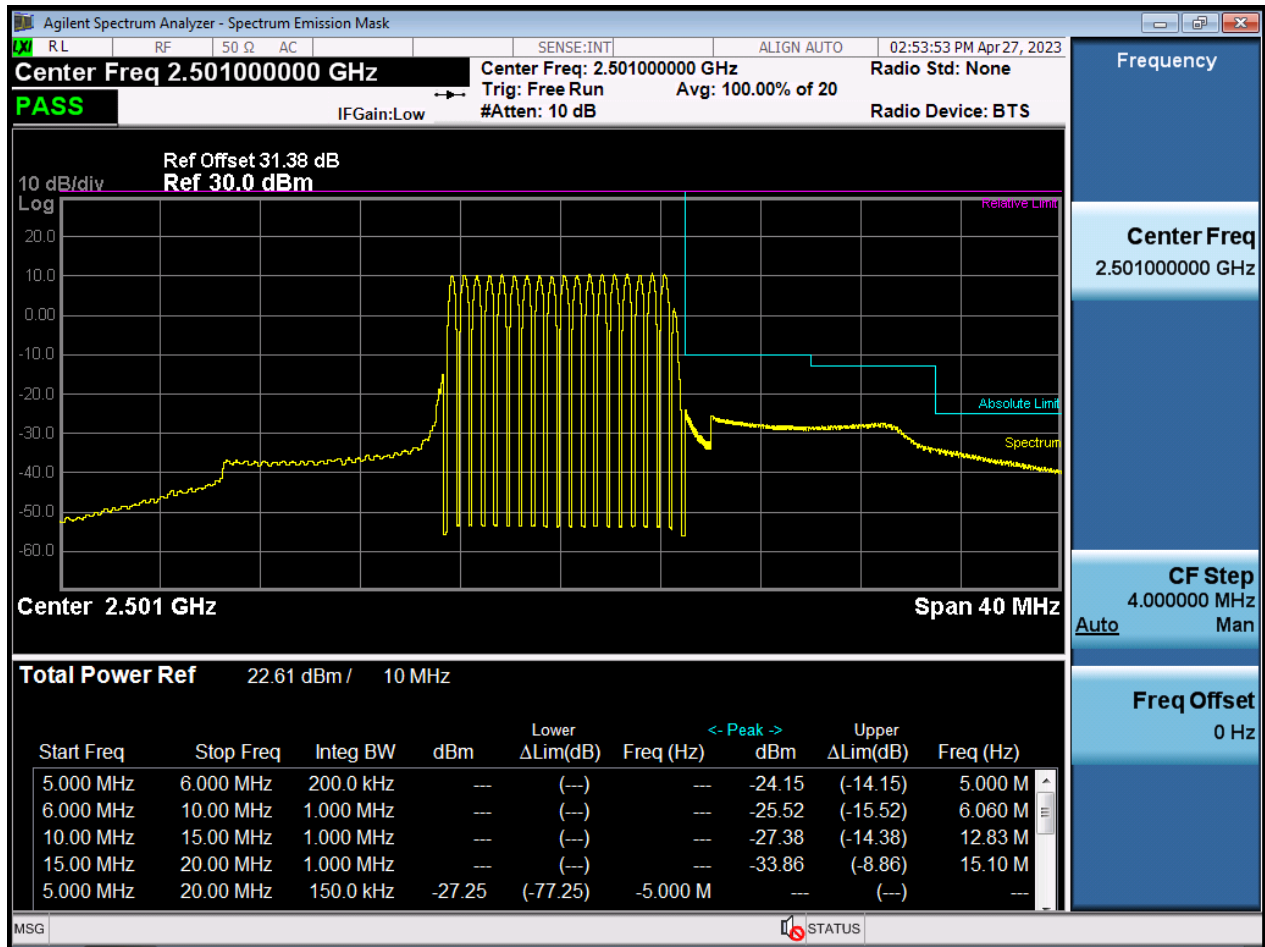 Agilent Spectrum Analyzer - Spectrum Emission Mask
LXI RL RF 50 Ω AC SENSE:INT ALIGN AUTO 02:53:53 PM Apr 27, 2023
Center Freq 2.501000000 GHz
Center Freq: 2.501000000 GHz Radio Std: None
Trig: Free Run Avg: 100.00% of 20
PASS IFGain:Low #Atten: 10 dB Radio Device: BTS
Ref Offset 31.38 dB
10 dB/div Ref 30.0 dBm
Log
Relative Limit
20.0
10.0
0.00
-10.0
-20.0
Absolute Limit
-30.0
Spectrum
-40.0
-50.0
-60.0
Center 2.501 GHz Span 40 MHz
Total Power Ref 22.61 dBm / 10 MHz
Lower <- Peak -> Upper
Start Freq Stop Freq Integ BW dBm ΔLim(dB) Freq (Hz) dBm ΔLim(dB) Freq (Hz)
5.000 MHz 6.000 MHz 200.0 kHz --- (---) --- -24.15 (-14.15) 5.000 M
6.000 MHz 10.00 MHz 1.000 MHz --- (---) --- -25.52 (-15.52) 6.060 M
10.00 MHz 15.00 MHz 1.000 MHz --- (---) --- -27.38 (-14.38) 12.83 M
15.00 MHz 20.00 MHz 1.000 MHz --- (---) --- -33.86 (-8.86) 15.10 M
5.000 MHz 20.00 MHz 150.0 kHz -27.25 (-77.25) -5.000 M --- (---) ---
MSG STATUS
Frequency
Center Freq
2.501000000 GHz
CF Step
4.000000 MHz
Auto Man
Freq Offset
0 Hz